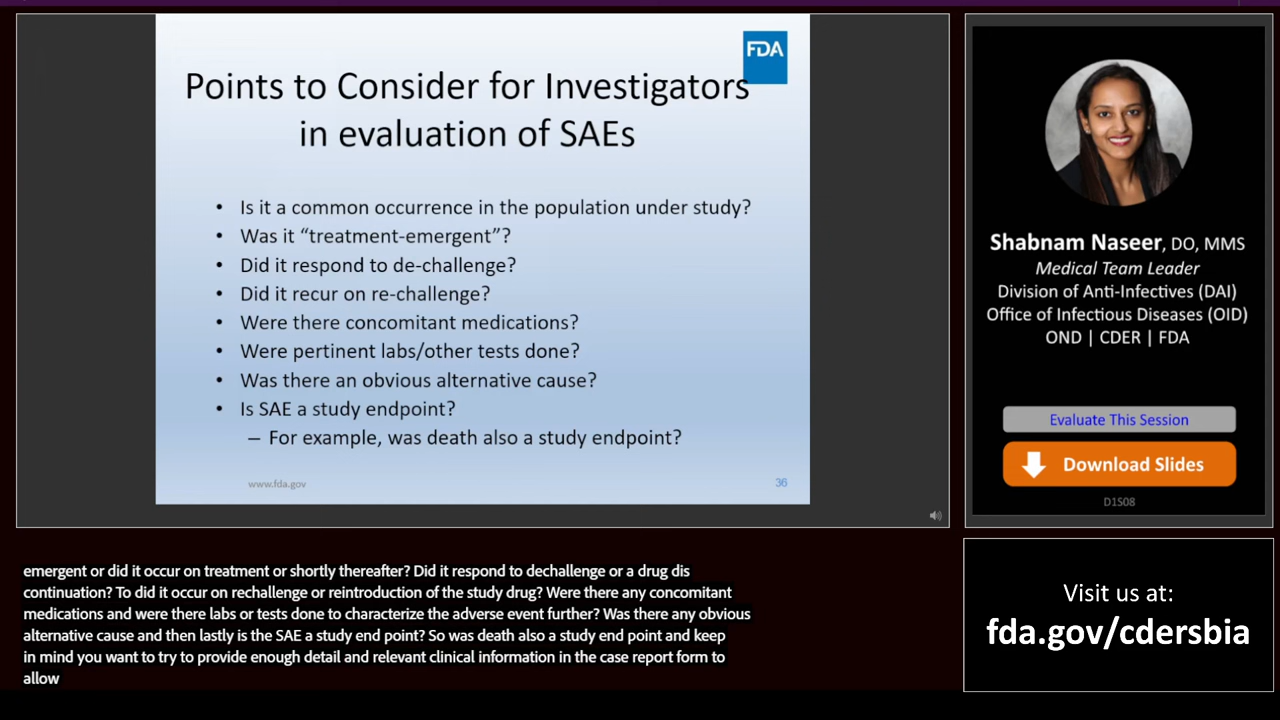 FDA
Points to Consider for Investigators
in evaluation of SAEs
• Is it a common occurrence in the population under study?
• Was it “treatment-emergent”?
• Did it respond to de-challenge?
• Did it recur on re-challenge?
• Were there concomitant medications?
• Were pertinent labs/other tests done?
• Was there an obvious alternative cause?
• Is SAE a study endpoint?
– For example, was death also a study endpoint?
www.fda.gov
36
Shabnam Naseer, DO, MMS
Medical Team Leader
Division of Anti-Infectives (DAI)
Office of Infectious Diseases (OID)
OND | CDER | FDA
Evaluate This Session
Download Slides
D1S08
emergent or did it occur on treatment or shortly thereafter? Did it respond to dechallenge or a drug dis
continuation? To did it occur on rechallenge or reintroduction of the study drug? Were there any concomitant
medications and were there labs or tests done to characterize the adverse event further? Was there any obvious
alternative cause and then lastly is the SAE a study end point? So was death also a study end point and keep
in mind you want to try to provide enough detail and relevant clinical information in the case report form to
allow
Visit us at:
fda.gov/cdersbia